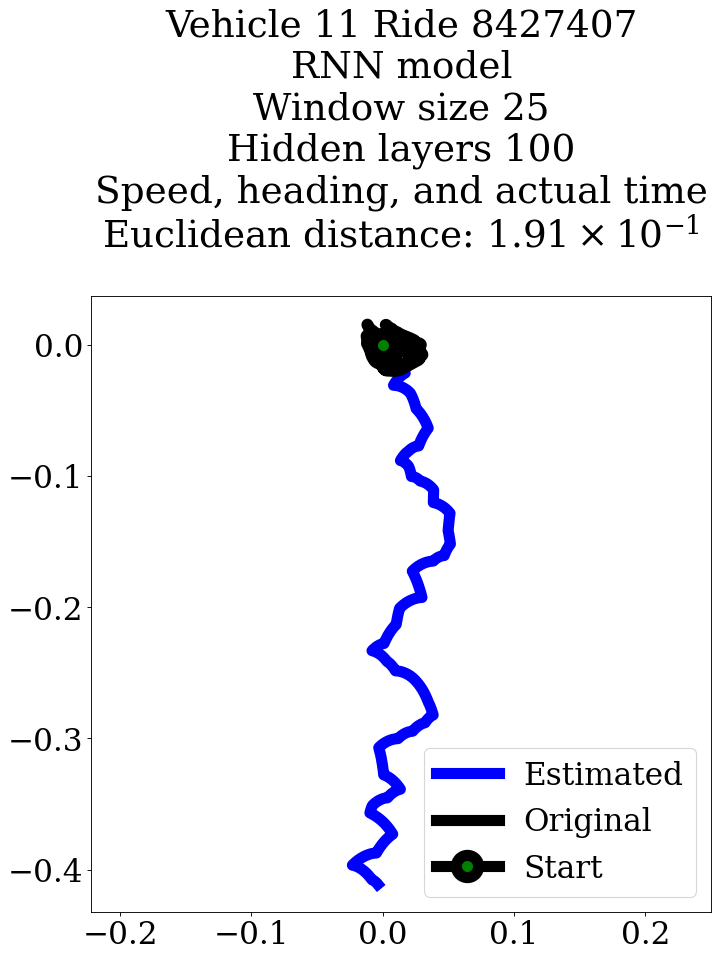 Vehicle 11 Ride 8427407
RNN model
Window size 25
Hidden layers 100
Speed, heading, and actual time
Euclidean distance: 1.91 × 10⁻¹
0.0
−0.1
−0.2
−0.3
−0.4
Estimated
Original
Start
−0.2 −0.1 0.0 0.1 0.2